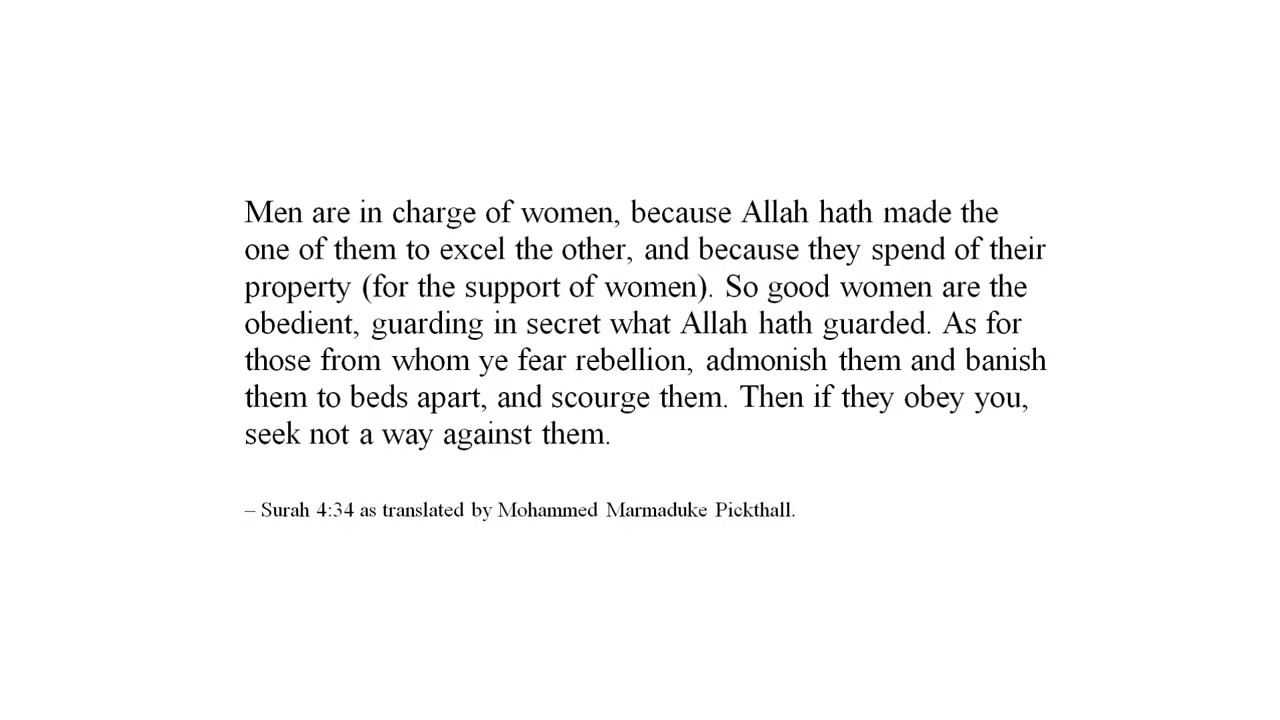 Men are in charge of women, because Allah hath made the
one of them to excel the other, and because they spend of their
property (for the support of women). So good women are the
obedient, guarding in secret what Allah hath guarded. As for
those from whom ye fear rebellion, admonish them and banish
them to beds apart, and scourge them. Then if they obey you,
seek not a way against them.
– Surah 4:34 as translated by Mohammed Marmaduke Pickthall.